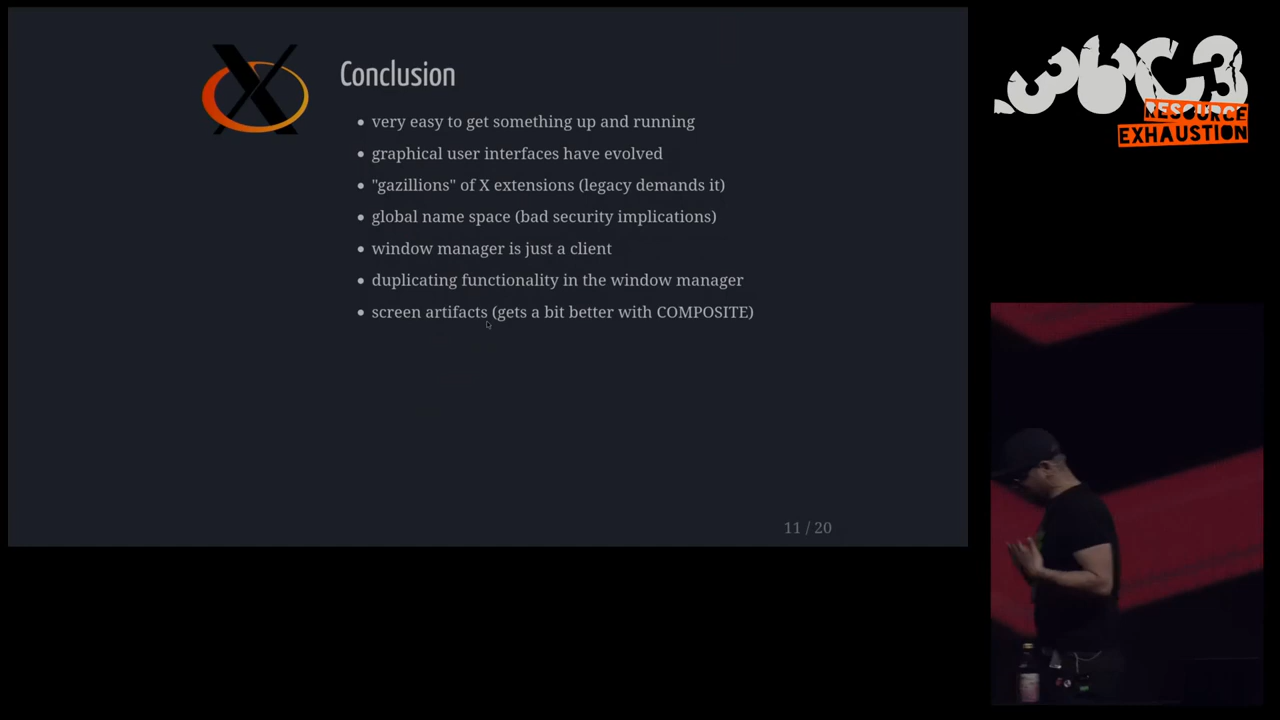 Conclusion
• very easy to get something up and running
• graphical user interfaces have evolved
• "gazillions" of X extensions (legacy demands it)
• global name space (bad security implications)
• window manager is just a client
• duplicating functionality in the window manager
• screen artifacts (gets a bit better with COMPOSITE)
11 / 20
36C3
RESOURCE
EXHAUSTION